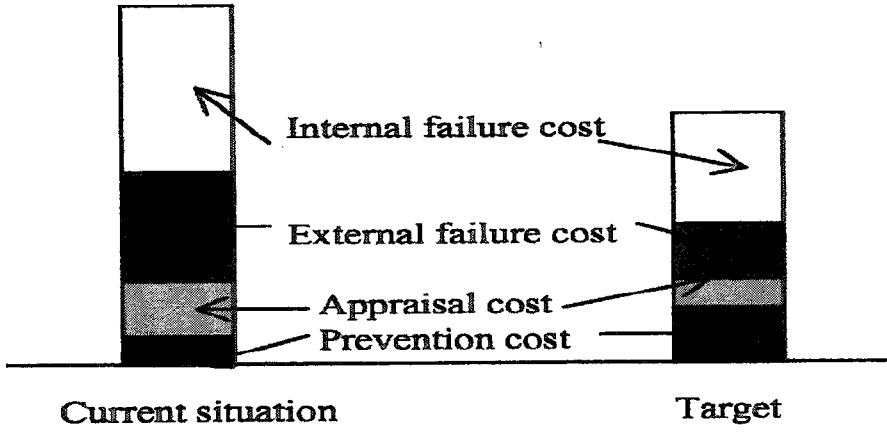 Internal failure cost
External failure cost
Appraisal cost
Prevention cost
Current situation
Target